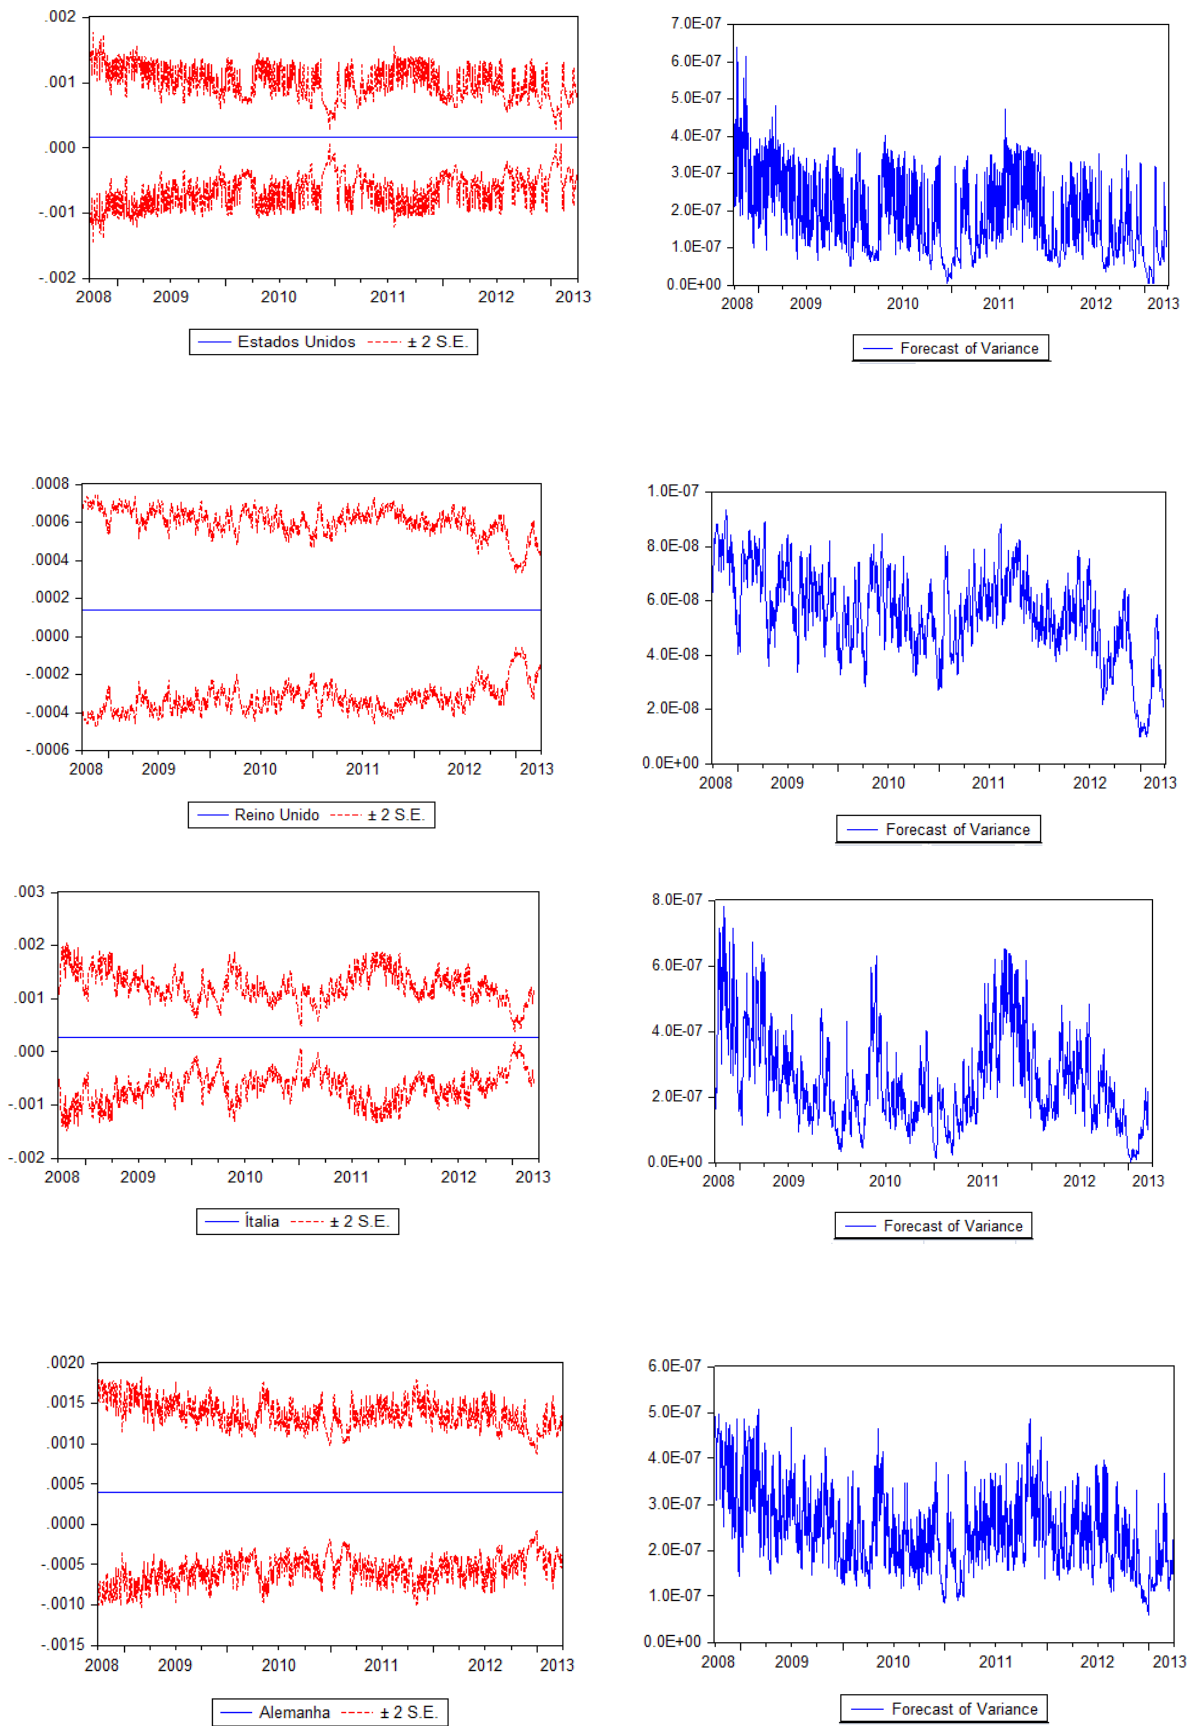 .002
.001
.000
-.001
-.002
2008 2009 2010 2011 2012 2013
Estados Unidos ± 2 S.E.
7.0E-07
6.0E-07
5.0E-07
4.0E-07
3.0E-07
2.0E-07
1.0E-07
0.0E+00
2008 2009 2010 2011 2012 2013
Forecast of Variance
.0008
.0006
.0004
.0002
.0000
-.0002
-.0004
-.0006
2008 2009 2010 2011 2012 2013
Reino Unido ± 2 S.E.
1.0E-07
8.0E-08
6.0E-08
4.0E-08
2.0E-08
0.0E+00
2008 2009 2010 2011 2012 2013
Forecast of Variance
.003
.002
.001
.000
-.001
-.002
2008 2009 2010 2011 2012 2013
Ítalia ± 2 S.E.
8.0E-07
6.0E-07
4.0E-07
2.0E-07
0.0E+00
2008 2009 2010 2011 2012 2013
Forecast of Variance
.0020
.0015
.0010
.0005
.0000
-.0005
-.0010
-.0015
2008 2009 2010 2011 2012 2013
Alemanha ± 2 S.E.
6.0E-07
5.0E-07
4.0E-07
3.0E-07
2.0E-07
1.0E-07
0.0E+00
2008 2009 2010 2011 2012 2013
Forecast of Variance